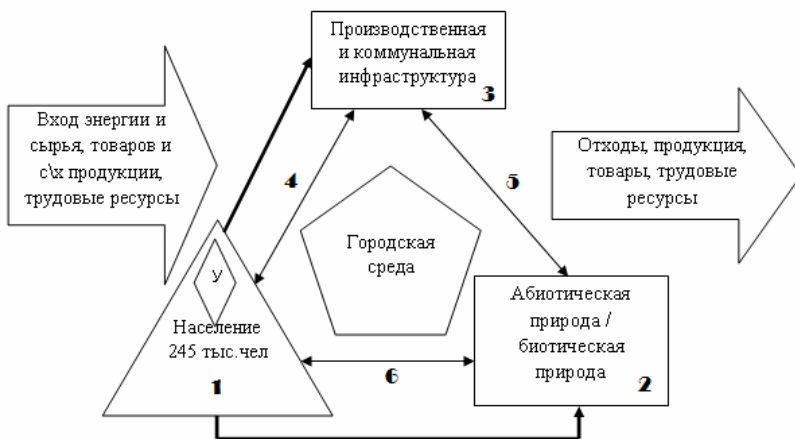 Производственная
и коммунальная
инфраструктура
3
Вход энергии и
сырья, товаров и
с\х продукции,
трудовые ресурсы
Отходы, продукция,
товары, трудовые
ресурсы
4
5
Городская
среда
У
Население
245 тыс.чел
1
6
Абиотическая
природа /
биотическая
природа
2